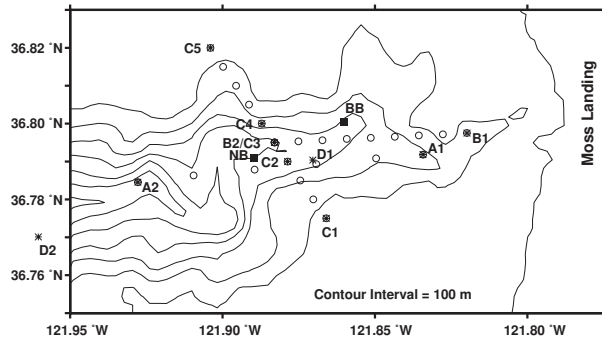 36.82 °N
36.80 °N
36.78 °N
36.76 °N
C5
BB
C4
B2/C3
NB
C2
D1
A1
B1
A2
D2
C1
Moss Landing
Contour Interval = 100 m
121.95 °W
121.90 °W
121.85 °W
121.80 °W